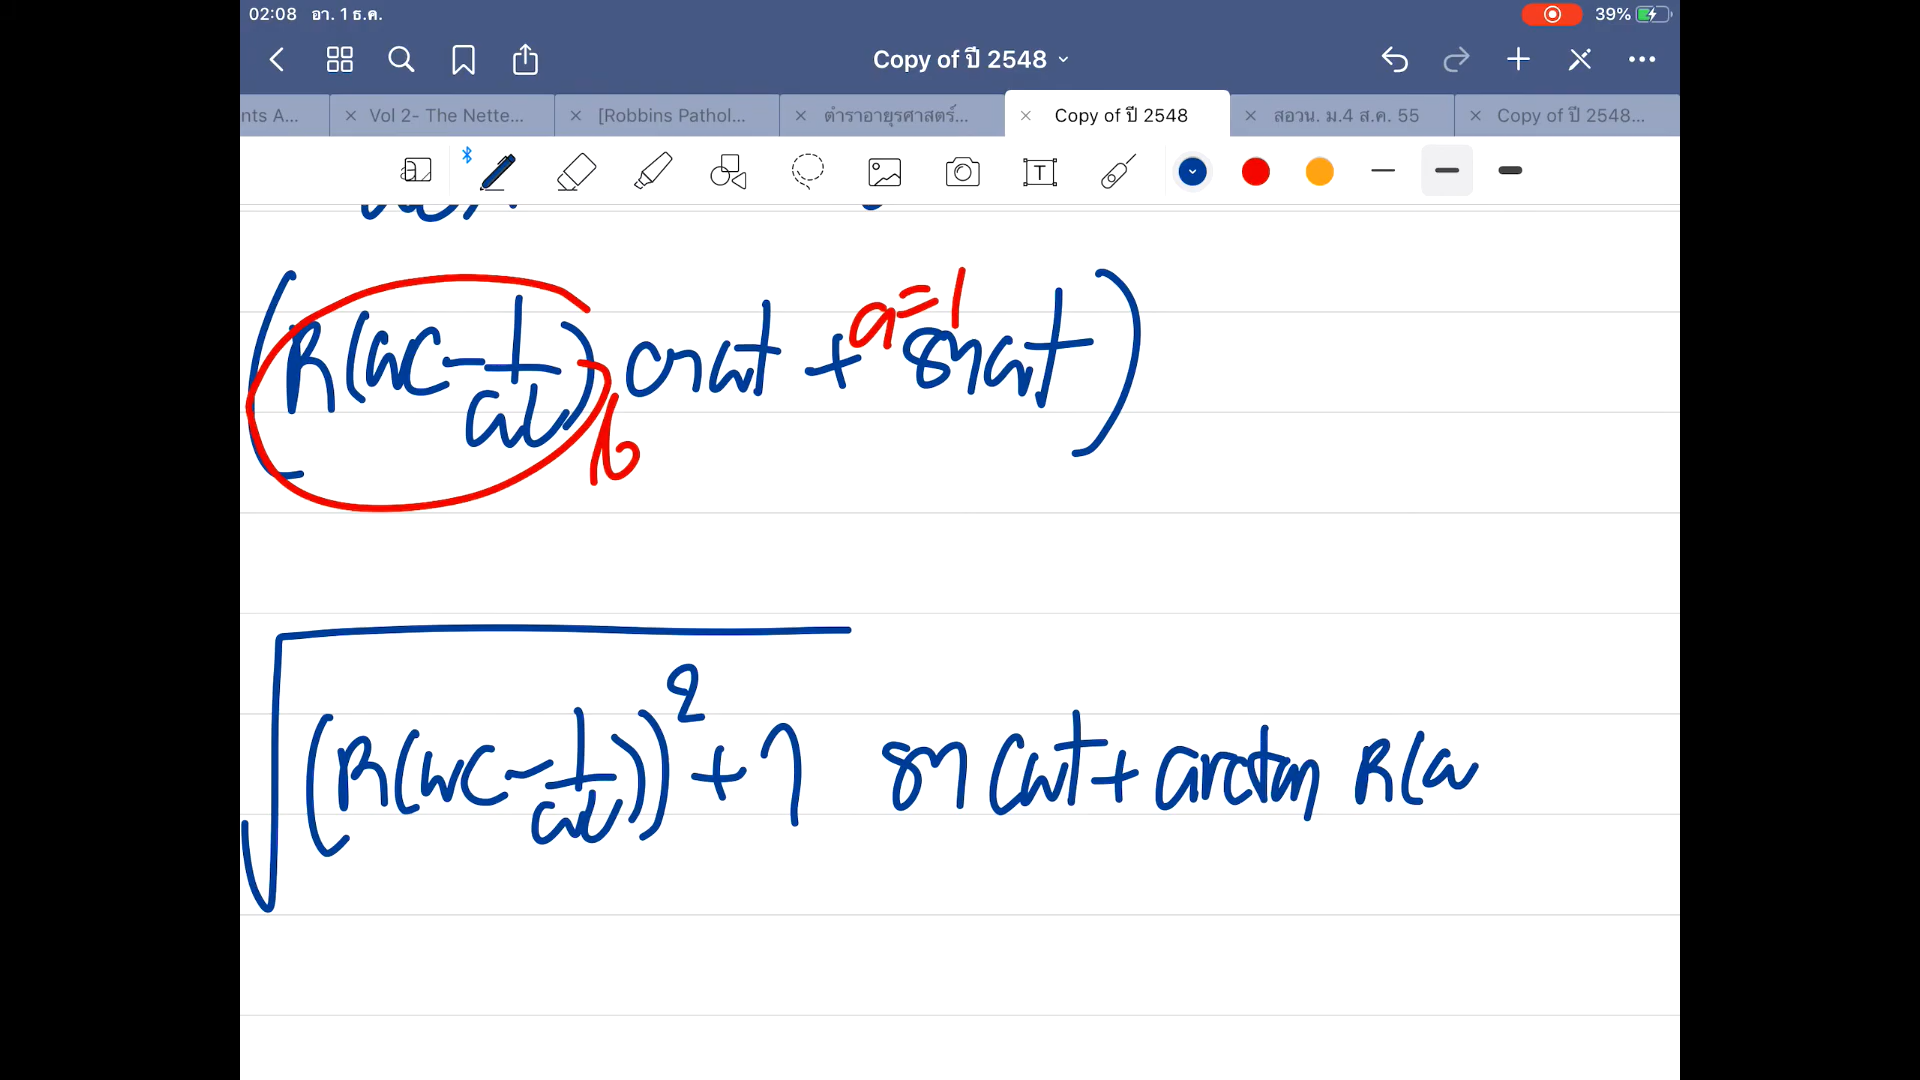 02:08 อา. 1 ธ.ค. 39%
Copy of ปี 2548
nts A... × Vol 2- The Nette... × [Robbins Pathol... × ตำราอายุรศาสตร์... × Copy of ปี 2548 × สอวน. ม.4 ส.ค. 55 × Copy of ปี 2548...
(R(ωC - 1/ωL) cos ωt + sin ωt)
a=1
b
√((R(ωC - 1/ωL))² + 1) sin(ωt + arctan R(ω